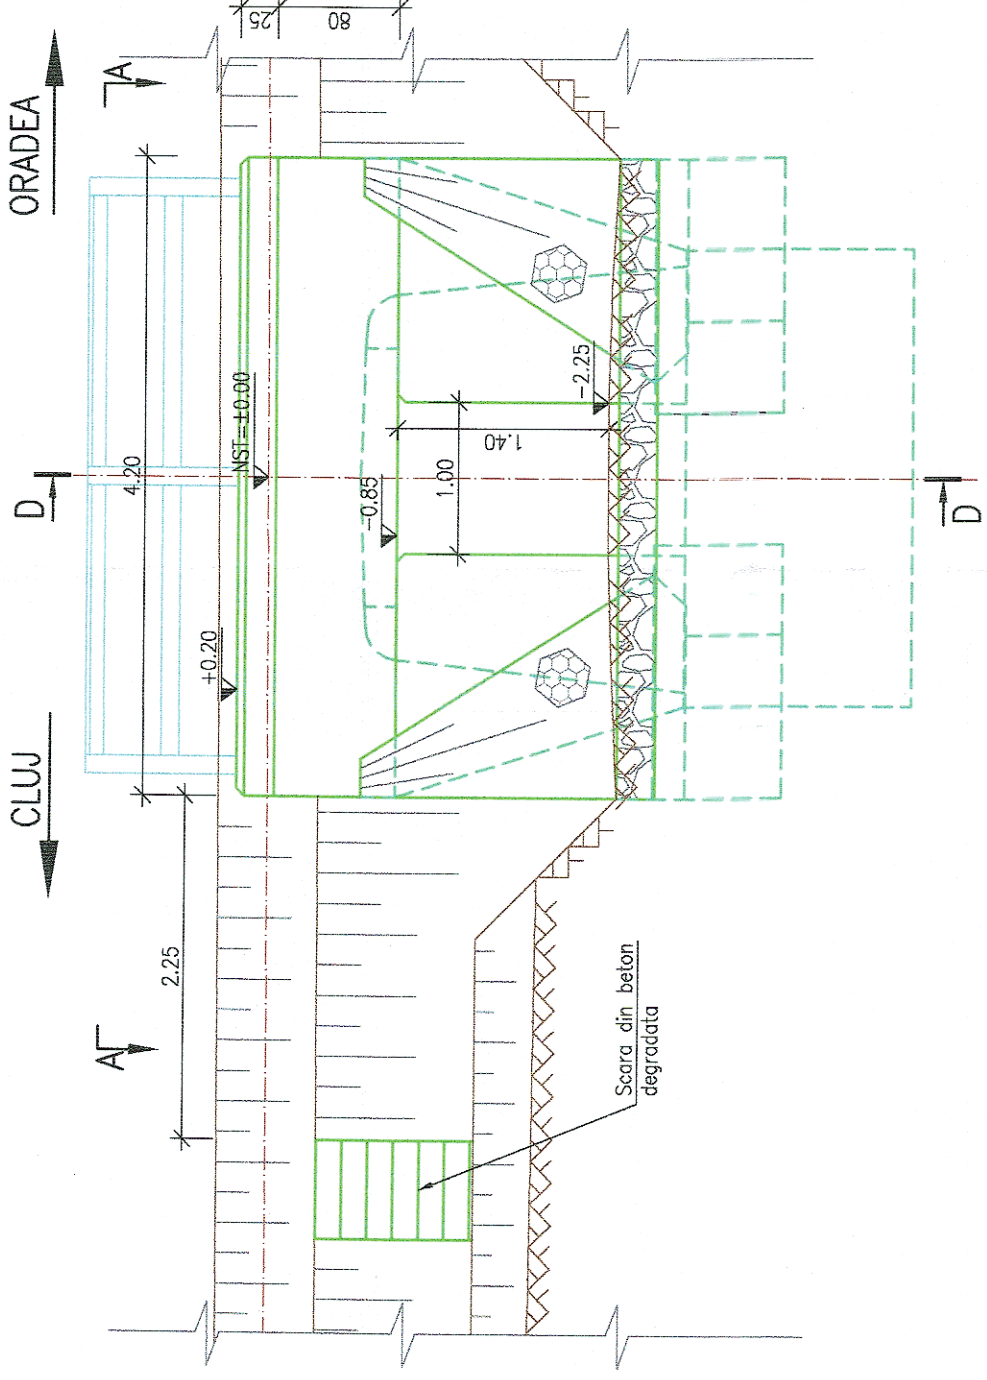 CLUJ
D
ORADEA
A
A
4.20
2.25
25
80
+0.20
NST=±0.00
-0.85
1.00
1.40
-2.25
Scara din beton
degradata
D